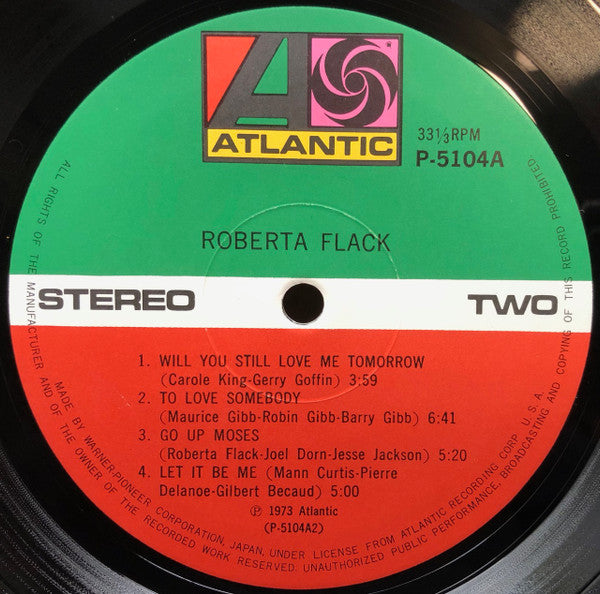 ATLANTIC
33⅓RPM
P-5104A
ROBERTA FLACK
STEREO
TWO
1. WILL YOU STILL LOVE ME TOMORROW
(Carole King-Gerry Goffin) 3:59
2. TO LOVE SOMEBODY
(Maurice Gibb-Robin Gibb-Barry Gibb) 6:41
3. GO UP MOSES
(Roberta Flack-Joel Dorn-Jesse Jackson) 5:20
4. LET IT BE ME (Mann Curtis-Pierre
Delanoe-Gilbert Becaud) 5:00
℗ 1973 Atlantic
(P-5104A2)
MADE BY WARNER-PIONEER CORPORATION, JAPAN, UNDER LICENSE FROM ATLANTIC RECORDING CORP., U.S.A.
ALL RIGHTS OF THE MANUFACTURER AND OF THE OWNER OF THE RECORDED WORK RESERVED. UNAUTHORIZED PUBLIC PERFORMANCE, BROADCASTING AND COPYING OF THIS RECORD PROHIBITED.